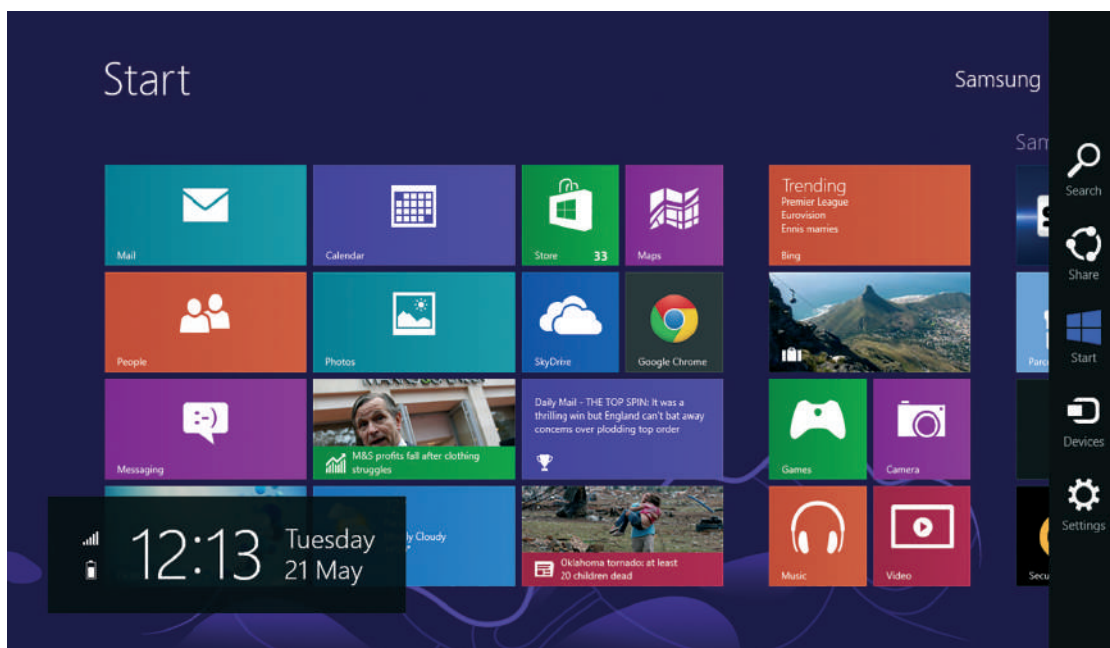 Start
Samsung
Search
Share
Start
Devices
Settings
Mail
Calendar
Store 33
Maps
People
Photos
SkyDrive
Google Chrome
Messaging
M&S profits fall after clothing
struggles
Daily Mail - THE TOP SPIN: It was a
thrilling win but England can't bat away
concerns over plodding top order
Cloudy
Oklahoma tornado: at least
20 children dead
Trending
Premier League
Eurovision
Ennis marries
Bing
Games
Camera
Music
Video
12:13
Tuesday
21 May